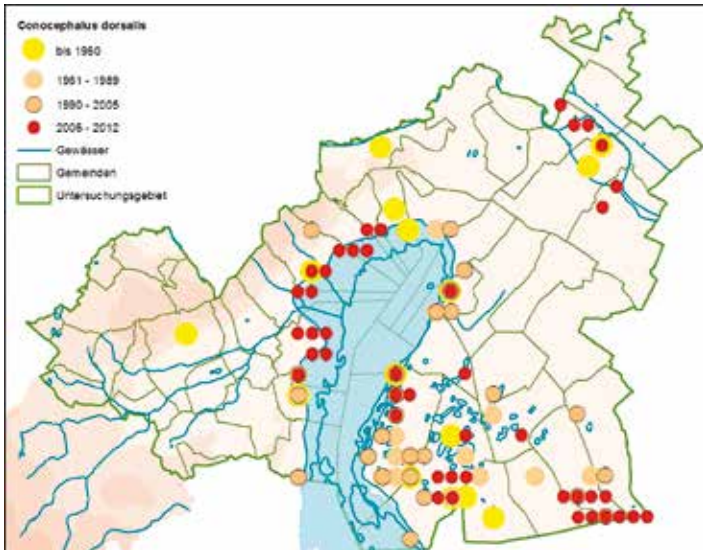 Conocephalus dorsalis
bis 1960
1961 - 1989
1990 - 2005
2006 - 2012
Gewässer
Gemeinden
Untersuchungsgebiet